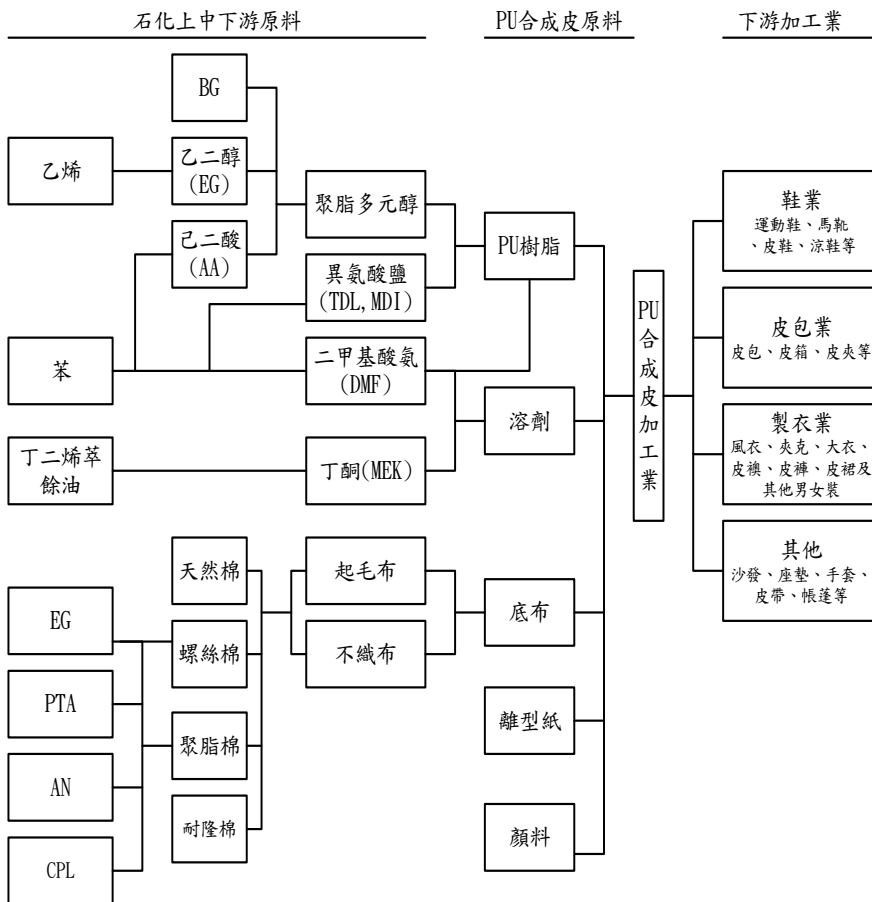 石化上中下游原料
PU合成皮原料
下游加工業
BG
乙烯
乙二醇
(EG)
己二酸
(AA)
聚脂多元醇
異氨酸鹽
(TDL,MDI)
苯
二甲基酸氨
(DMF)
丁二烯萃
餘油
丁酮(MEK)
PU樹脂
溶劑
天然棉
螺絲棉
聚脂棉
耐隆棉
EG
PTA
AN
CPL
起毛布
不織布
底布
離型紙
顏料
PU
合
成
皮
加
工
業
鞋業
運動鞋、馬靴
、皮鞋、涼鞋等
皮包業
皮包、皮箱、皮夾等
製衣業
風衣、夾克、大衣、
皮襖、皮褲、皮裙及
其他男女裝
其他
沙發、座墊、手套、
皮帶、帳蓬等